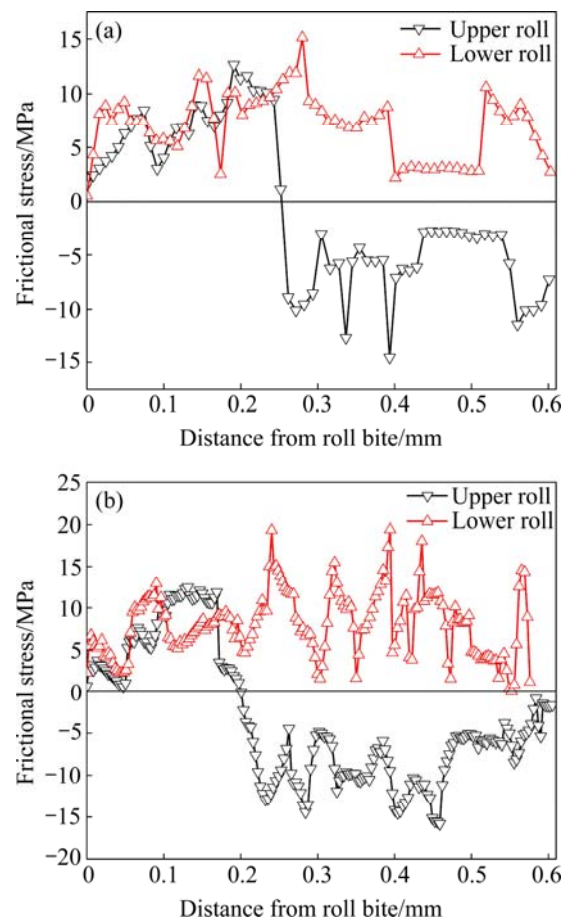 (a)
Upper roll
Lower roll
15
10
5
0
−5
−10
−15
Frictional stress/MPa
0 0.1 0.2 0.3 0.4 0.5 0.6
Distance from roll bite/mm
(b)
Upper roll
Lower roll
25
20
15
10
5
0
−5
−10
−15
−20
Frictional stress/MPa
0 0.1 0.2 0.3 0.4 0.5 0.6
Distance from roll bite/mm